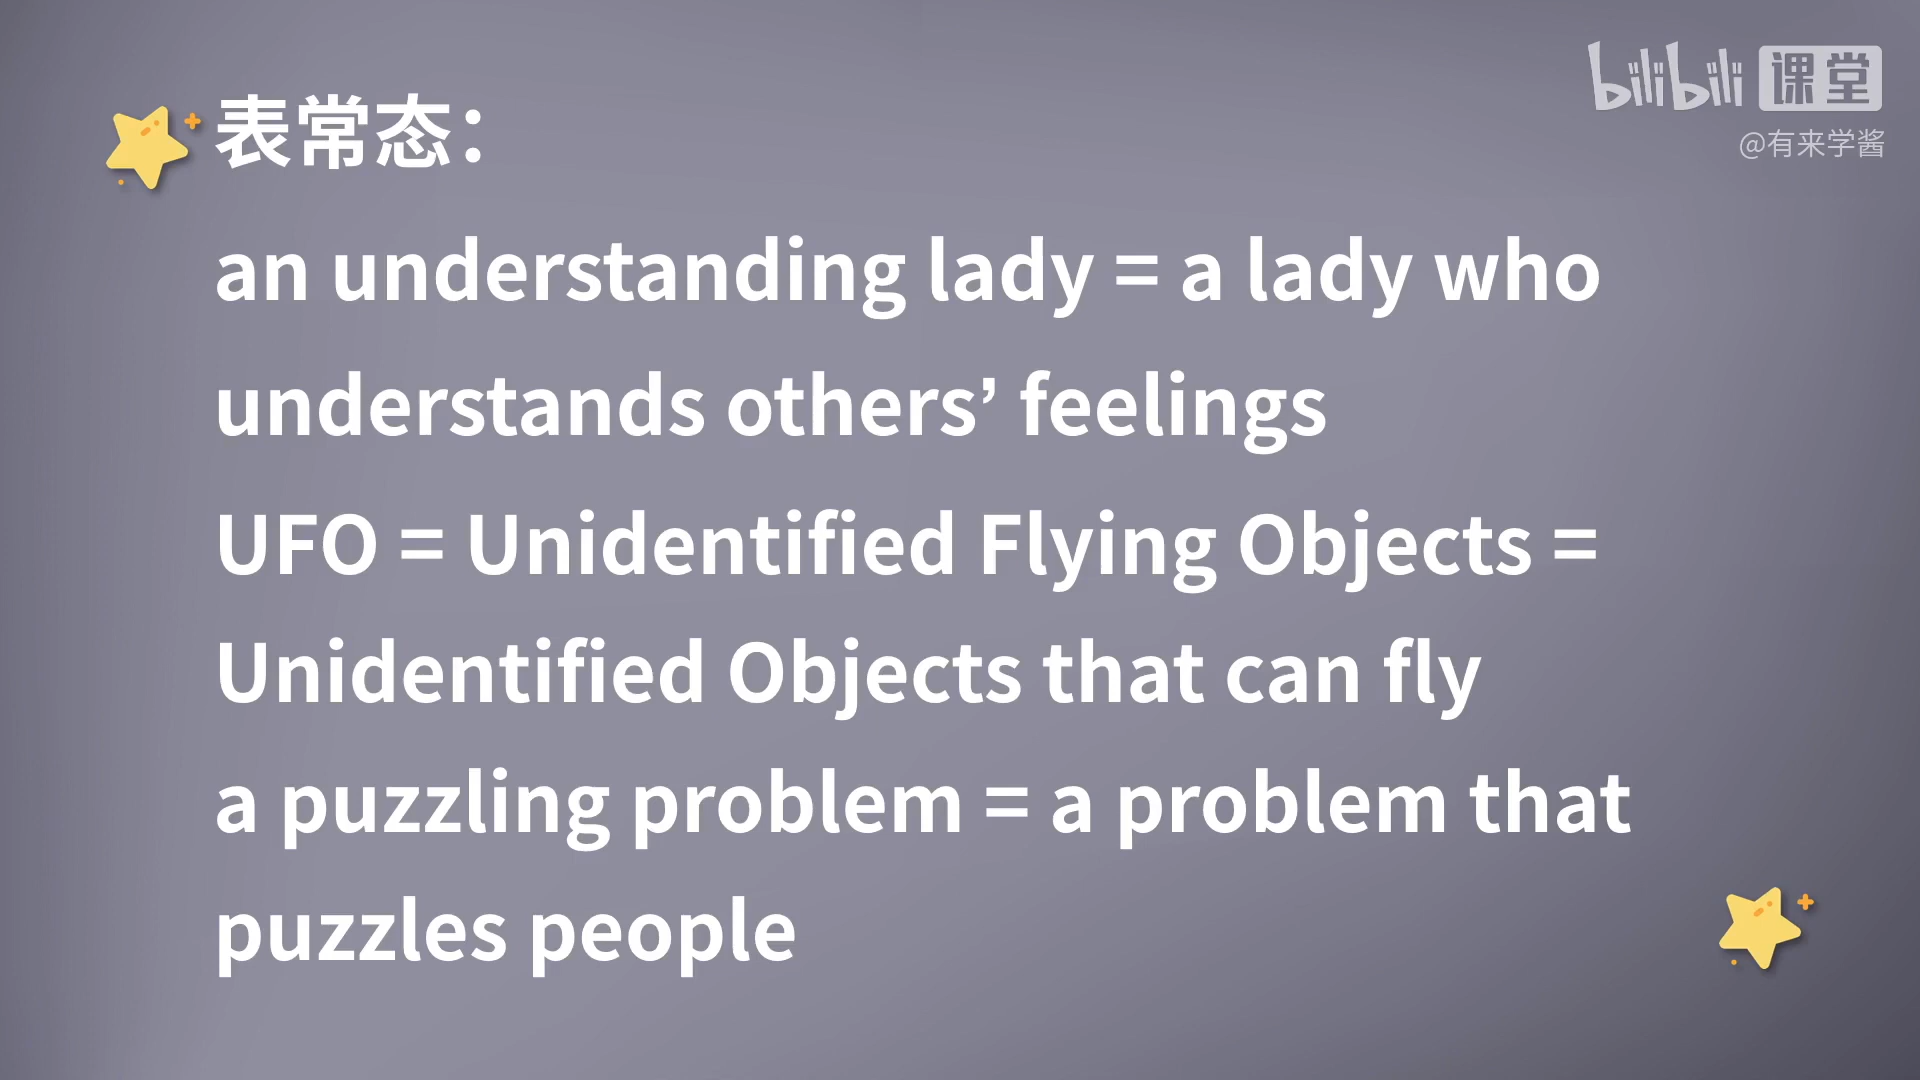 bilibili 课堂
@有来学酱
表常态：
an understanding lady = a lady who
understands others’ feelings
UFO = Unidentified Flying Objects =
Unidentified Objects that can fly
a puzzling problem = a problem that
puzzles people